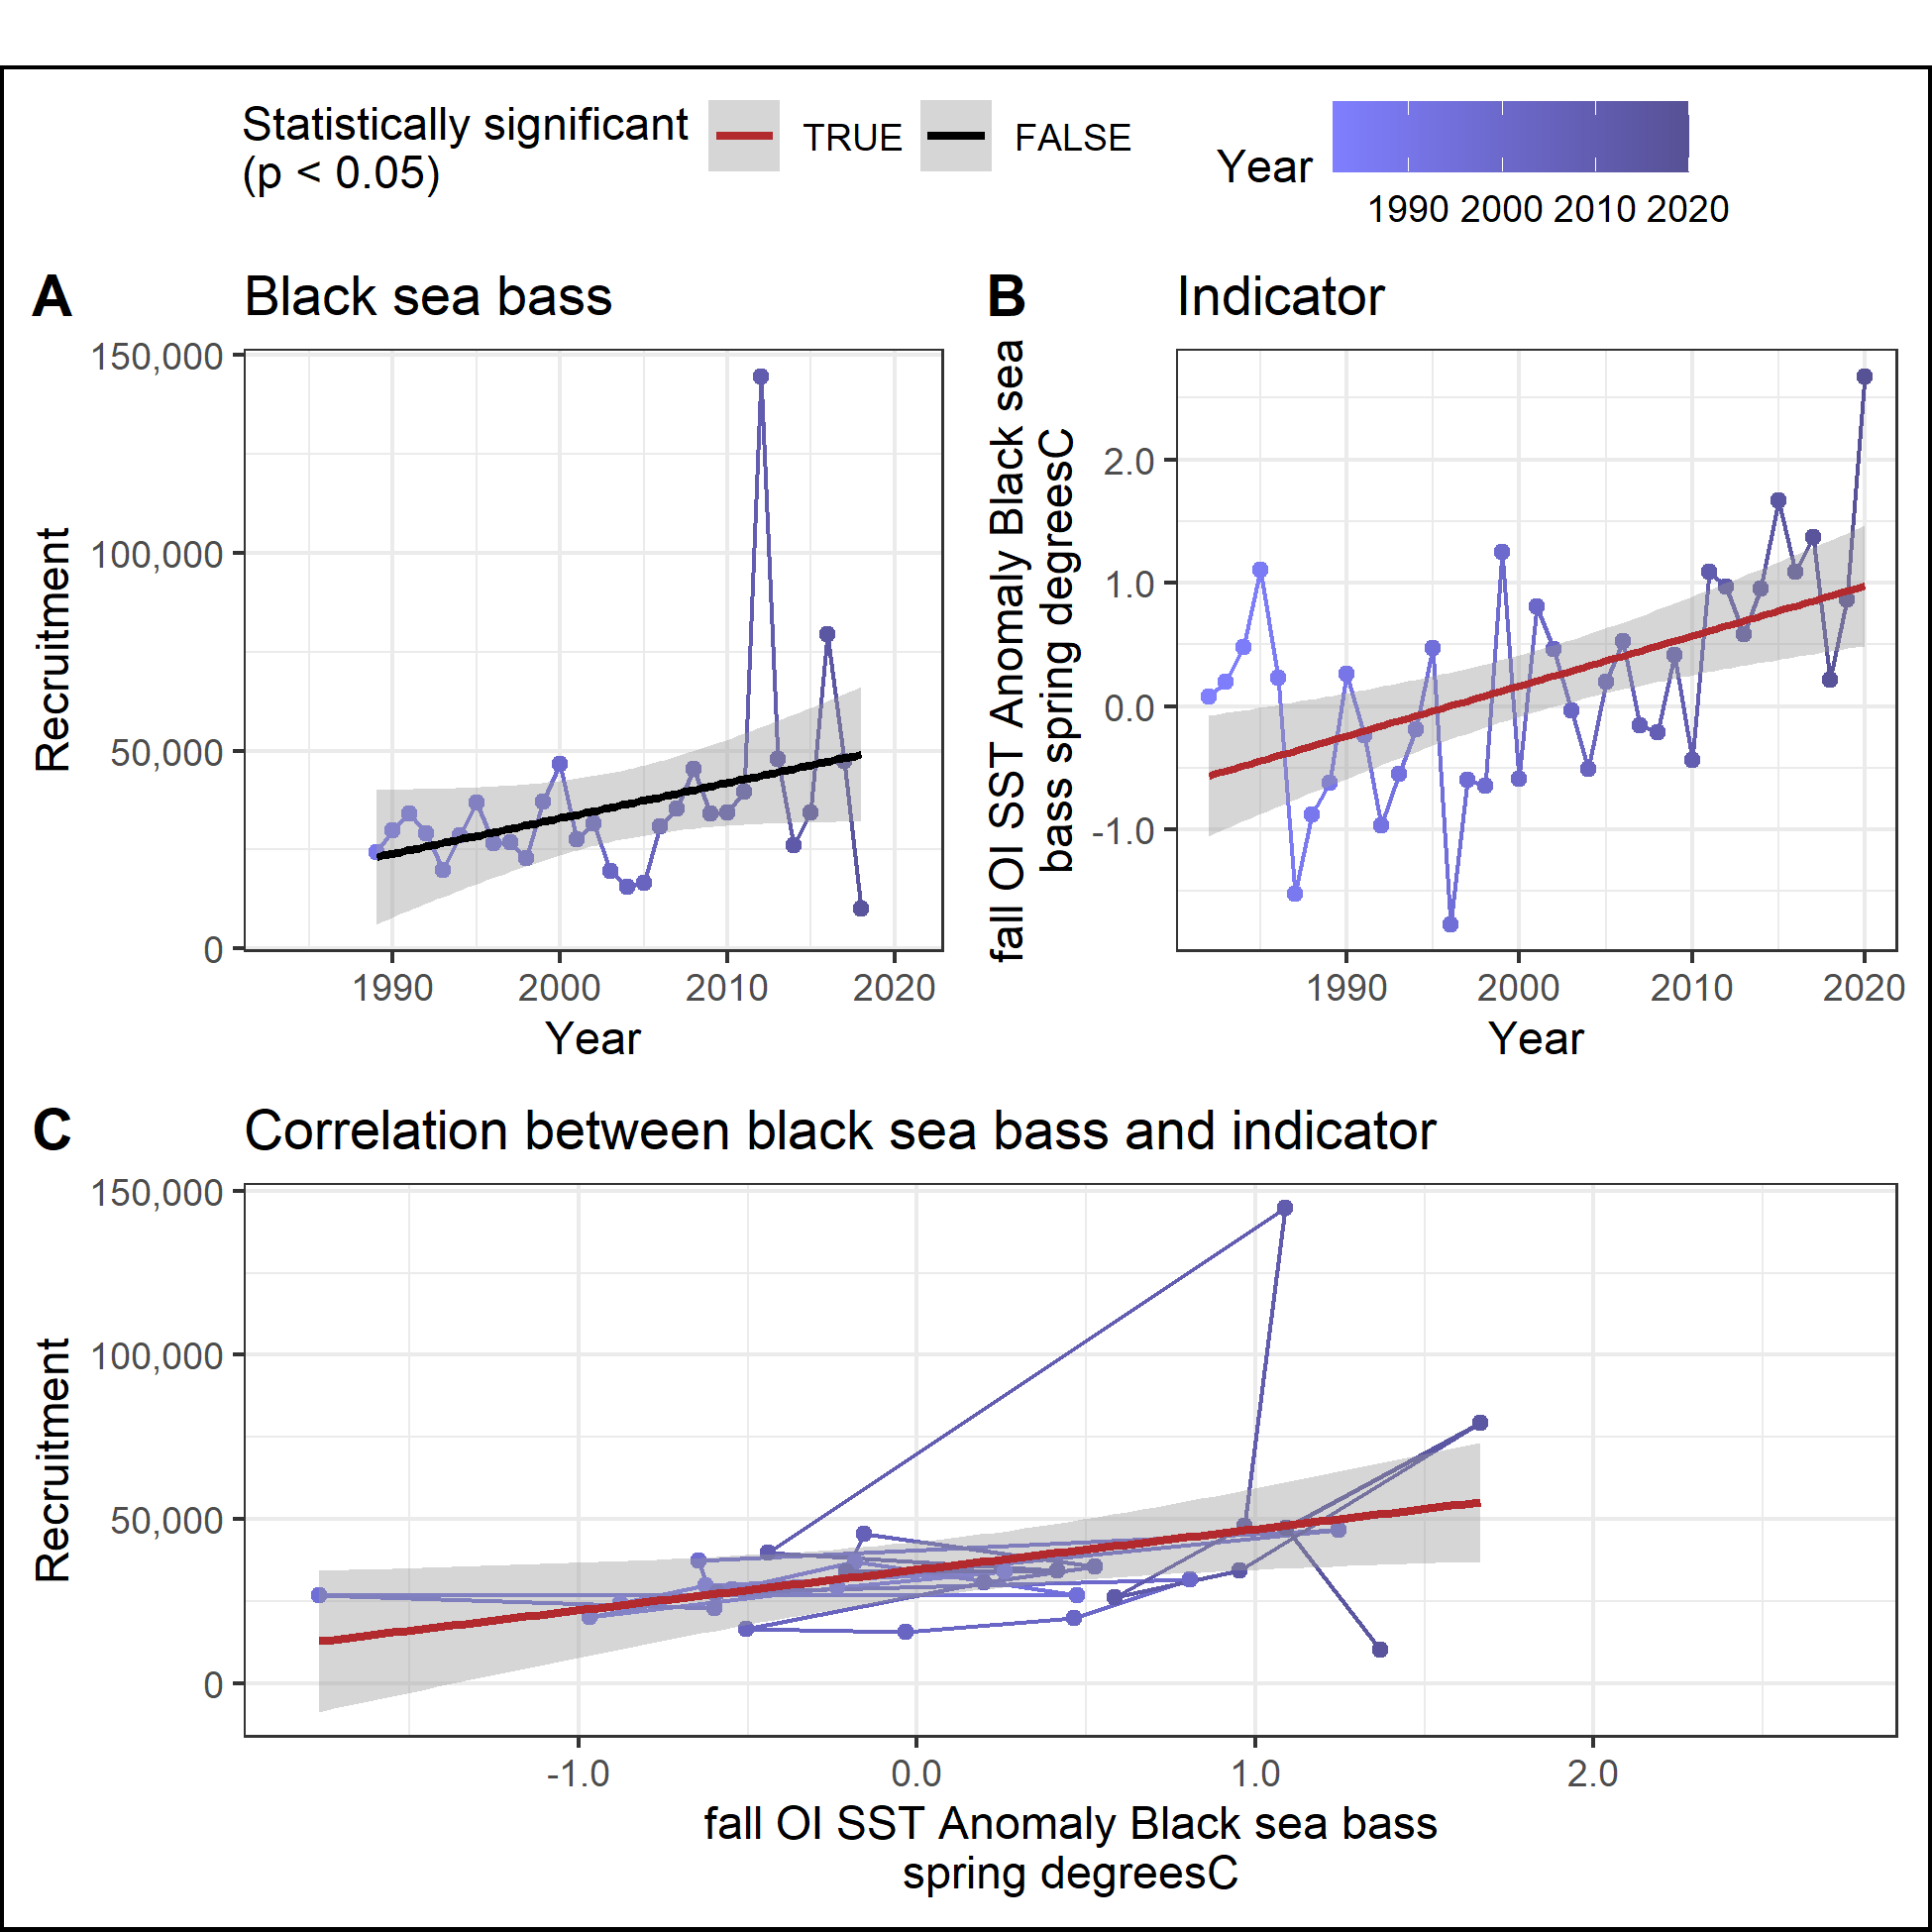 Statistically significant
(p < 0.05)
TRUE
FALSE
Year
1990 2000 2010 2020
A
Black sea bass
Recruitment
150,000
100,000
50,000
0
1990
2000
2010
2020
Year
B
Indicator
fall OI SST Anomaly Black sea
bass spring degreesC
2.0
1.0
0.0
-1.0
1990
2000
2010
2020
Year
C
Correlation between black sea bass and indicator
Recruitment
150,000
100,000
50,000
0
-1.0
0.0
1.0
2.0
fall OI SST Anomaly Black sea bass
spring degreesC